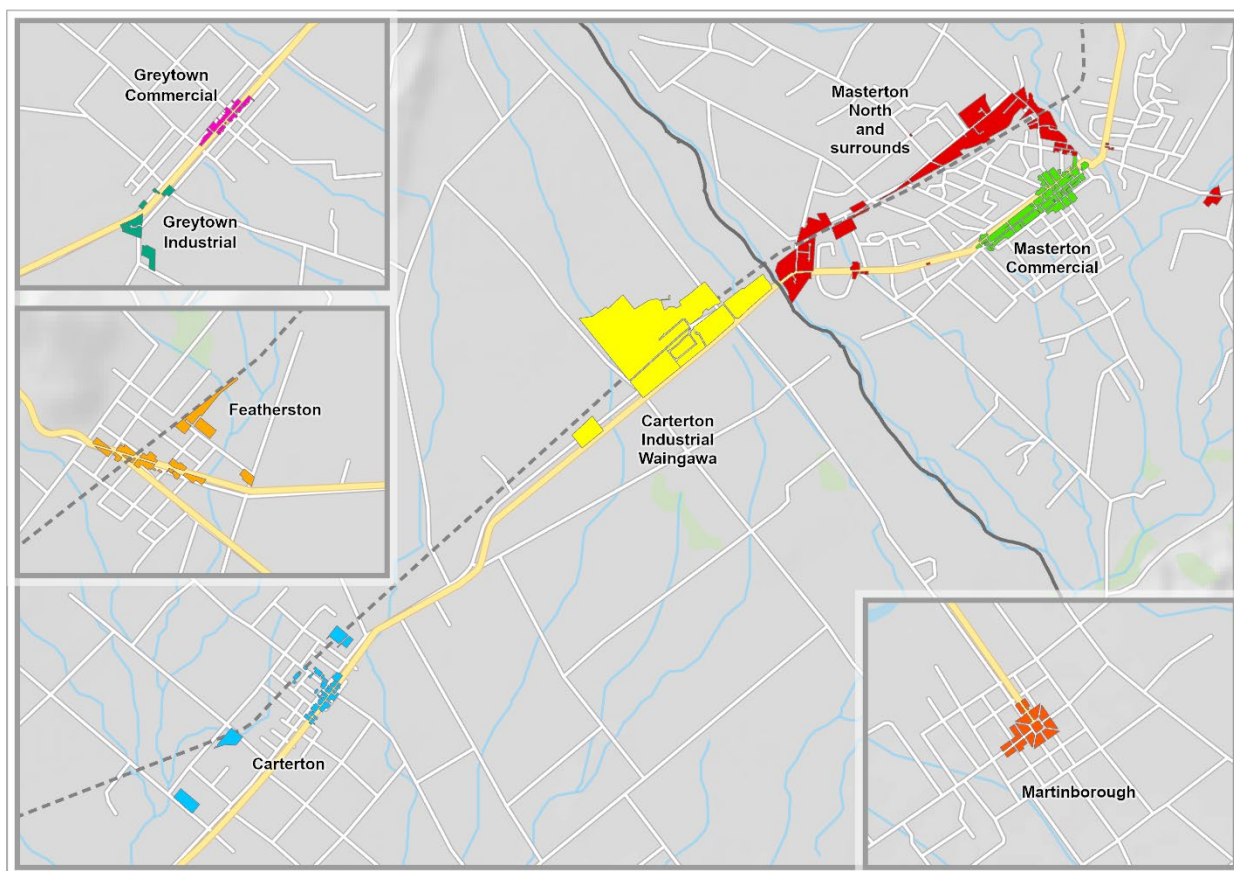 Greytown
Commercial
Greytown
Industrial
Featherston
Masterton
North
and
surrounds
Masterton
Commercial
Carterton
Industrial
Waingawa
Carterton
Martinborough